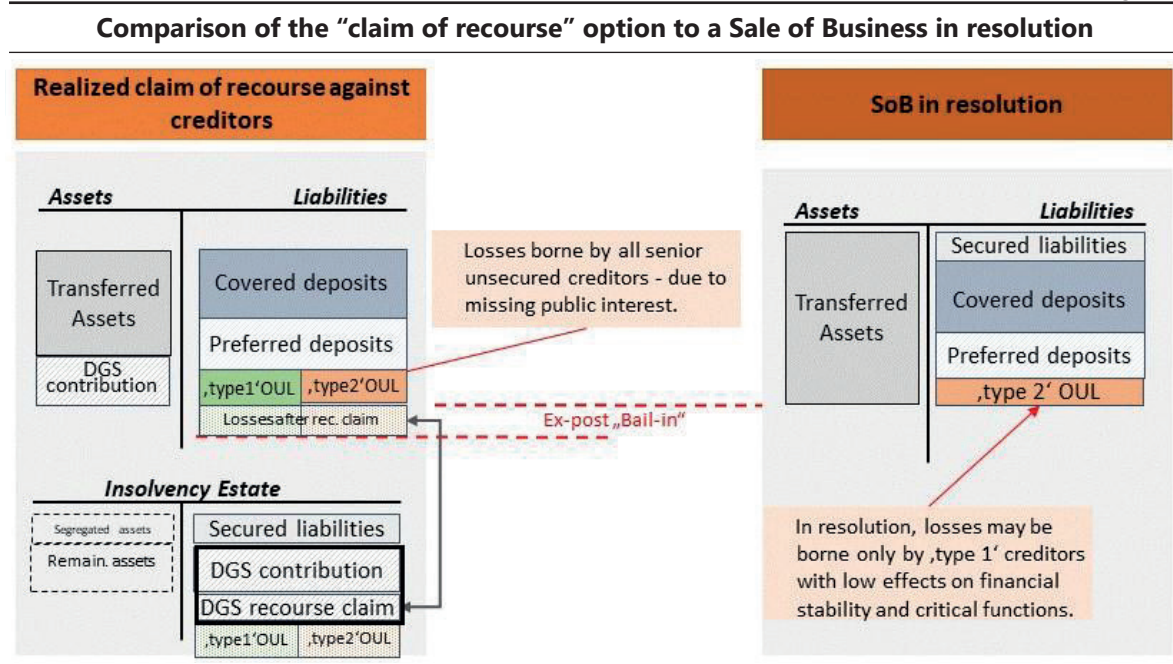 Comparison of the “claim of recourse” option to a Sale of Business in resolution
Realized claim of recourse against
creditors
Assets
Liabilities
Transferred
Assets
DGS
contribution
Covered deposits
Preferred deposits
‚type1‘OUL
‚type2‘OUL
Lossesafter rec. claim
Losses borne by all senior
unsecured creditors - due to
missing public interest.
Ex-post „Bail-in“
Insolvency Estate
Segregated assets
Remain. assets
Secured liabilities
DGS contribution
DGS recourse claim
‚type1‘OUL
‚type2‘OUL
SoB in resolution
Assets
Liabilities
Transferred
Assets
Secured liabilities
Covered deposits
Preferred deposits
‚type 2‘ OUL
In resolution, losses may be
borne only by ‚type 1‘ creditors
with low effects on financial
stability and critical functions.